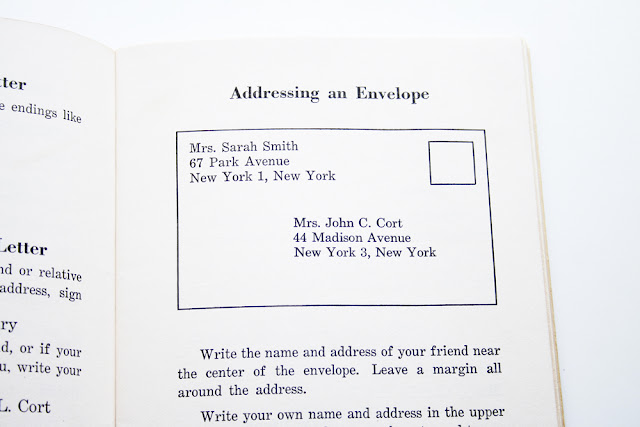 tter
e endings like
Letter
nd or relative
address, sign
ry
d, or if your
u, write your
L. Cort
Addressing an Envelope
Mrs. Sarah Smith
67 Park Avenue
New York 1, New York
Mrs. John C. Cort
44 Madison Avenue
New York 3, New York
Write the name and address of your friend near
the center of the envelope. Leave a margin all
around the address.
Write your own name and address in the upper